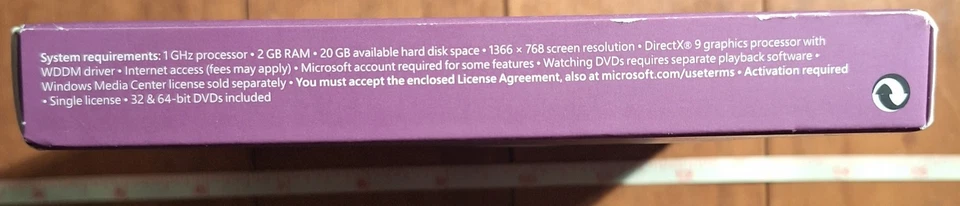 System requirements: 1 GHz processor • 2 GB RAM • 20 GB available hard disk space • 1366 × 768 screen resolution • DirectX® 9 graphics processor with
WDDM driver • Internet access (fees may apply) • Microsoft account required for some features • Watching DVDs requires separate playback software •
Windows Media Center license sold separately • You must accept the enclosed License Agreement, also at microsoft.com/useterms • Activation required
• Single license • 32 & 64-bit DVDs included